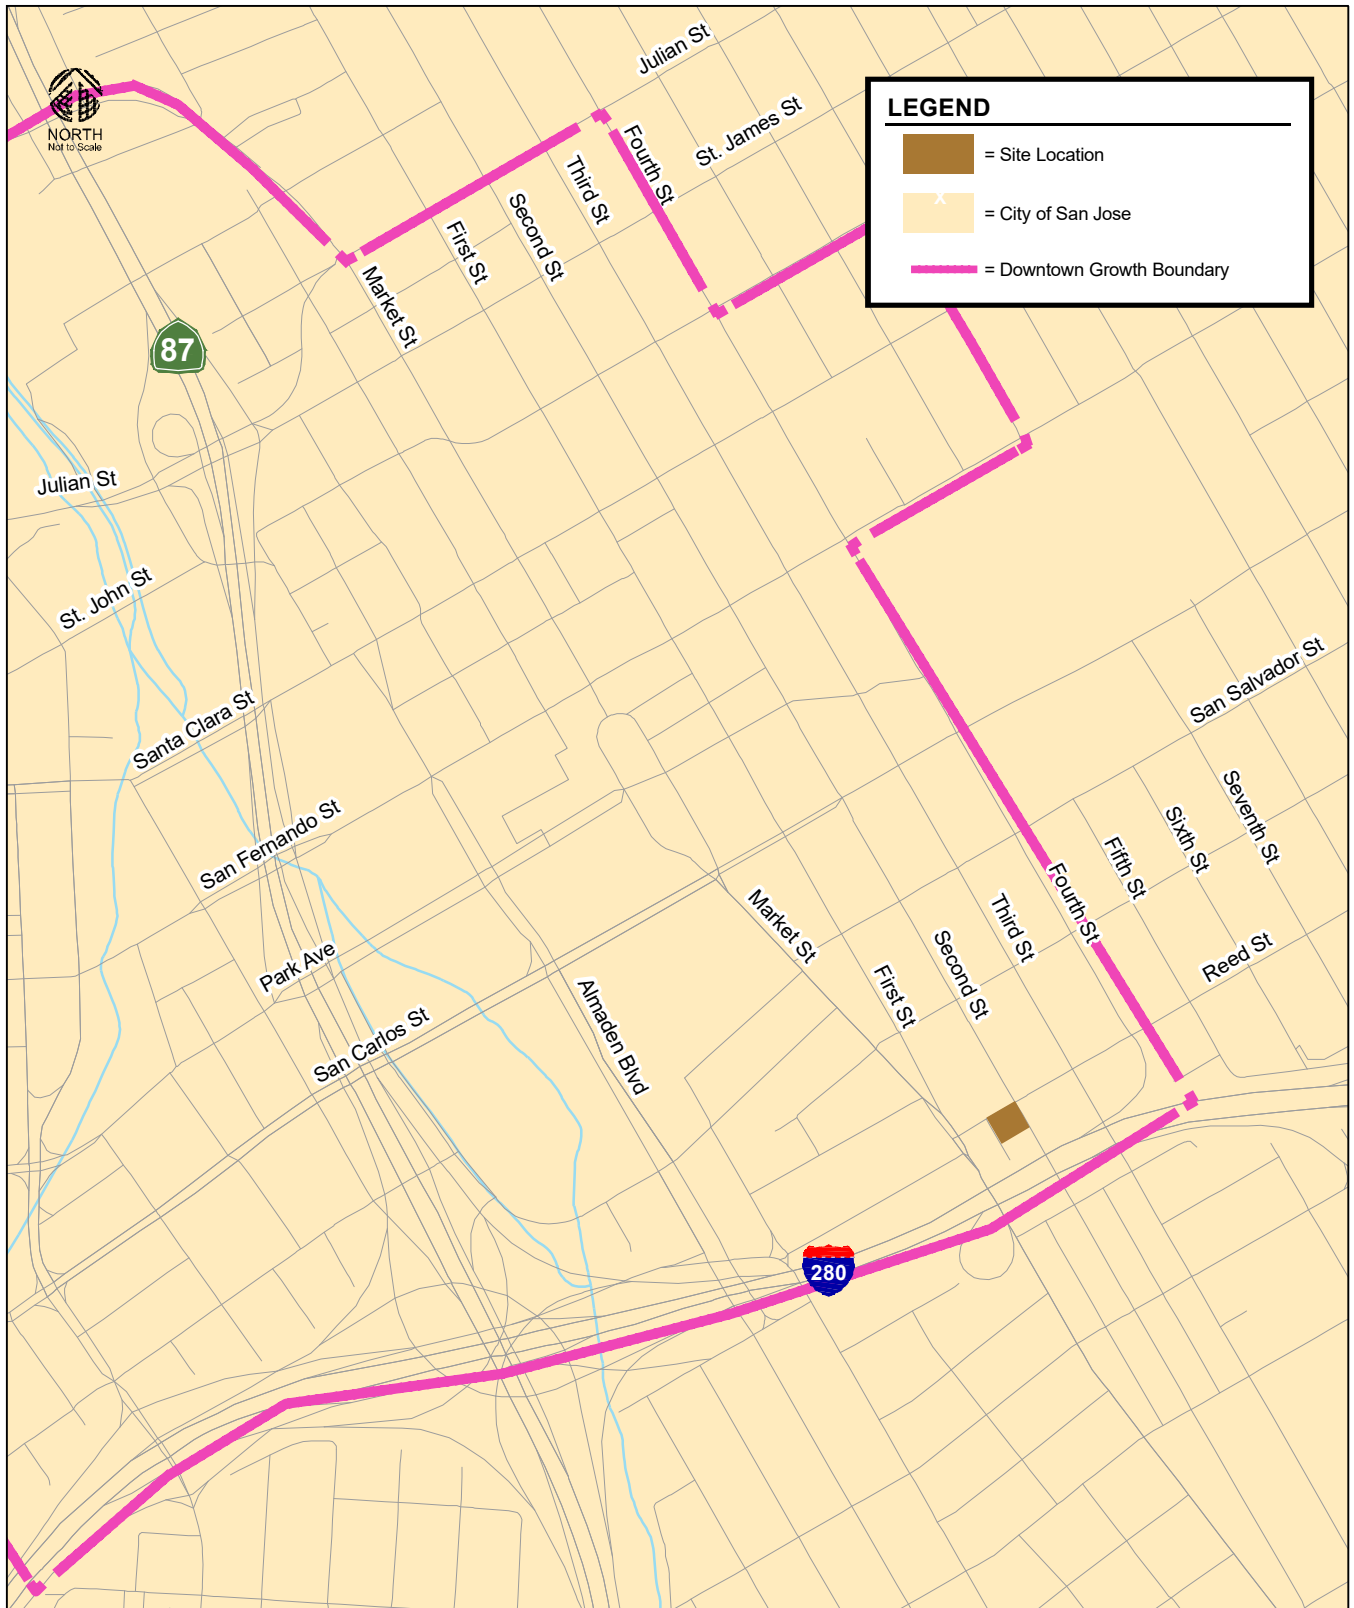 Julian St
LEGEND
= Site Location
x
= City of San Jose
= Downtown Growth Boundary
NORTH
Not to Scale
St. James St
Fourth St
Third St
Second St
First St
Market St
87
Julian St
St. John St
Santa Clara St
San Salvador St
San Fernando St
Seventh St
Sixth St
Fifth St
Fourth St
Third St
Market St
Second St
First St
Reed St
Park Ave
San Carlos St
Almaden Blvd
280